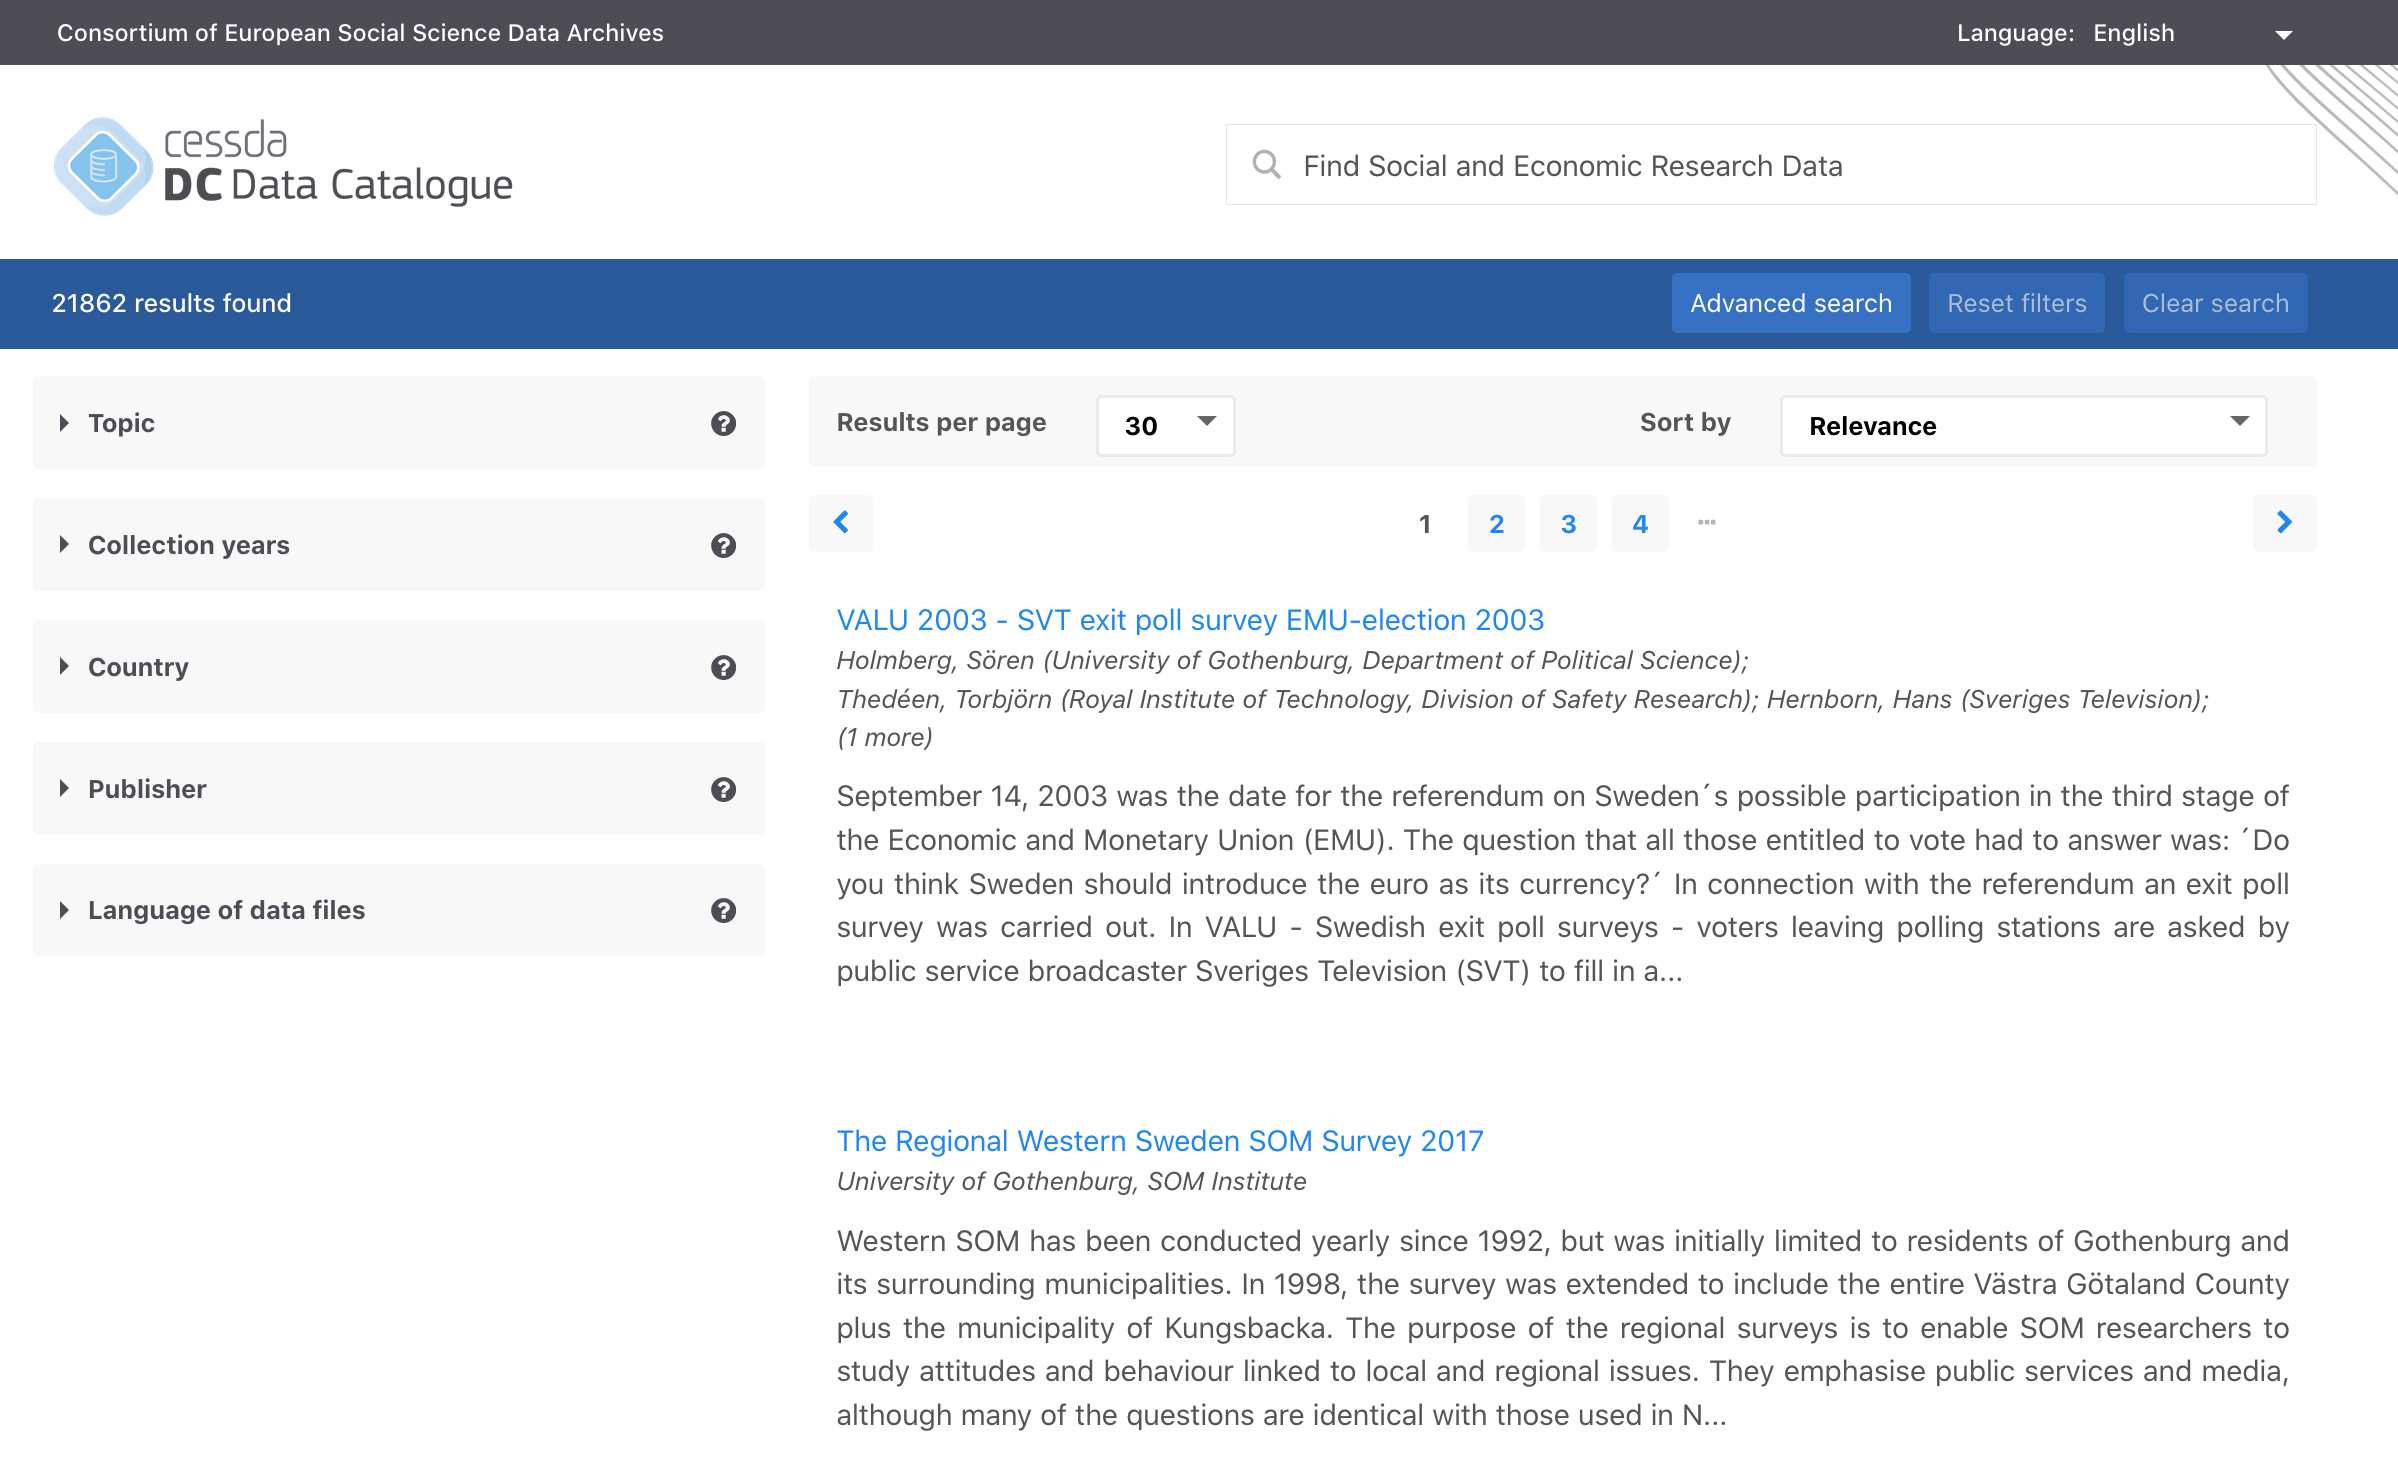 Consortium of European Social Science Data Archives
Language: English
cessda
DC Data Catalogue
Find Social and Economic Research Data
21862 results found
Advanced search
Reset filters
Clear search
Topic
Collection years
Country
Publisher
Language of data files
Results per page
30
Sort by
Relevance
1
2
3
4
...
VALU 2003 - SVT exit poll survey EMU-election 2003
Holmberg, Sören (University of Gothenburg, Department of Political Science);
Thedéen, Torbjörn (Royal Institute of Technology, Division of Safety Research); Hernborn, Hans (Sveriges Television);
(1 more)
September 14, 2003 was the date for the referendum on Sweden´s possible participation in the third stage of
the Economic and Monetary Union (EMU). The question that all those entitled to vote had to answer was: ´Do
you think Sweden should introduce the euro as its currency?´ In connection with the referendum an exit poll
survey was carried out. In VALU - Swedish exit poll surveys - voters leaving polling stations are asked by
public service broadcaster Sveriges Television (SVT) to fill in a...
The Regional Western Sweden SOM Survey 2017
University of Gothenburg, SOM Institute
Western SOM has been conducted yearly since 1992, but was initially limited to residents of Gothenburg and
its surrounding municipalities. In 1998, the survey was extended to include the entire Västra Götaland County
plus the municipality of Kungsbacka. The purpose of the regional surveys is to enable SOM researchers to
study attitudes and behaviour linked to local and regional issues. They emphasise public services and media,
although many of the questions are identical with those used in N...